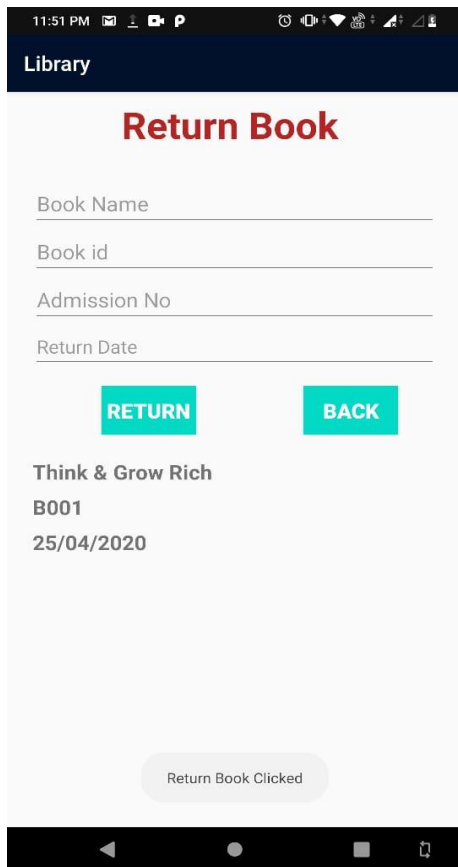 11:51 PM
Library
Return Book
Book Name
Book id
Admission No
Return Date
RETURN BACK
Think & Grow Rich
B001
25/04/2020
Return Book Clicked